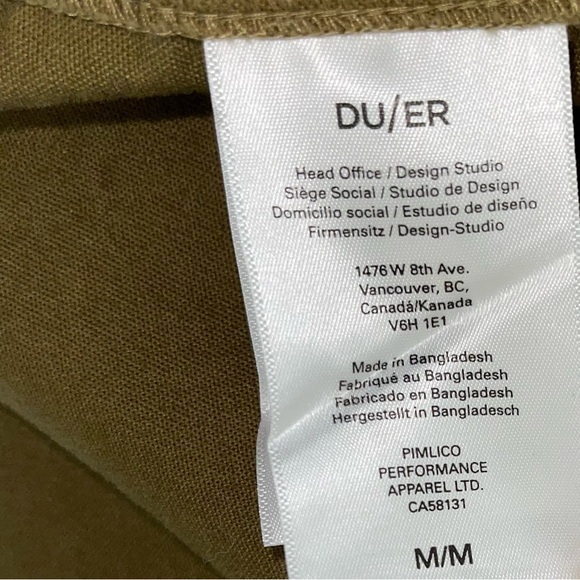 DU/ER
Head Office / Design Studio
Siège Social / Studio de Design
Domicilio social / Estudio de diseño
Firmensitz / Design-Studio
1476 W 8th Ave.
Vancouver, BC,
Canadá/Kanada
V6H 1E1
Made in Bangladesh
Fabriqué au Bangladesh
Fabricado en Bangladesh
Hergestellt in Bangladesch
PIMLICO
PERFORMANCE
APPAREL LTD.
CA58131
M/M